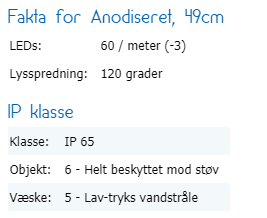 Fakta for Anodiseret, 49cm
LEDs: 60 / meter (-3)
Lysspredning: 120 grader
IP klasse
Klasse: IP 65
Objekt: 6 - Helt beskyttet mod støv
Væske: 5 - Lav-tryks vandstråle